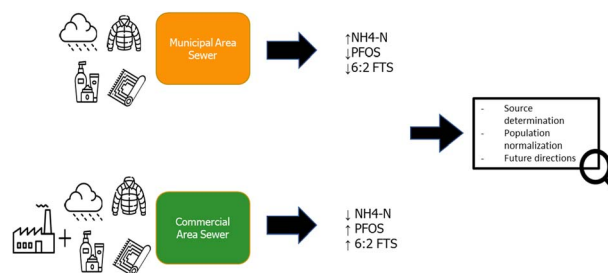 Municipal Area
Sewer
↑NH4-N
↓PFOS
↓6:2 FTS
- Source
determination
- Population
normalization
- Future directions
Commercial
Area Sewer
↓ NH4-N
↑ PFOS
↑ 6:2 FTS